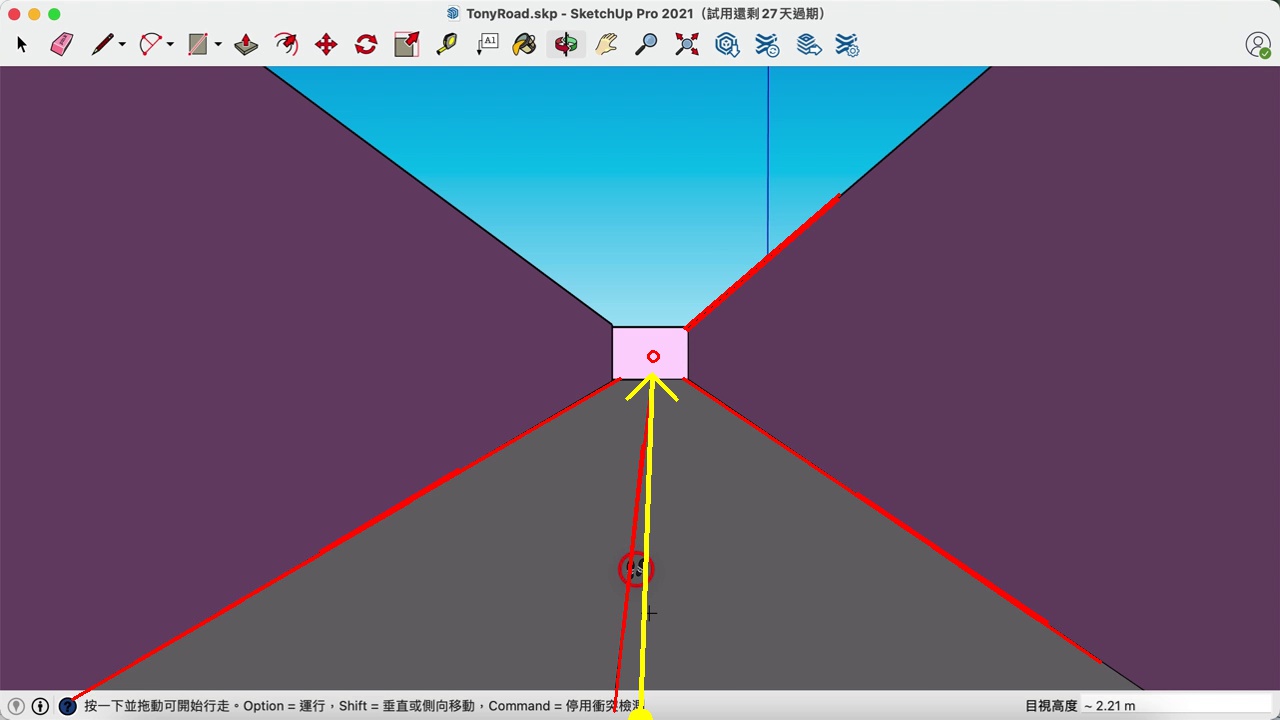 TonyRoad.skp - SketchUp Pro 2021（試用還剩 27 天過期）
A1
按一下並拖動可開始行走。Option = 運行，Shift = 垂直或側向移動，Command = 停用衝突檢測
目視高度 ~ 2.21 m